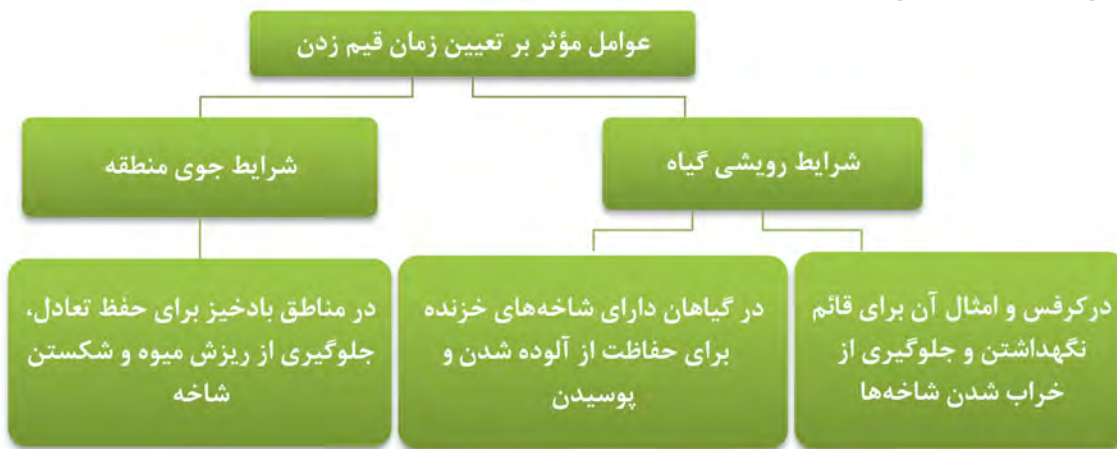 عوامل مؤثر بر تعیین زمان قیم زدن
شرایط رویشی گیاه
شرایط جوی منطقه
درکرفس و امثال آن برای قائم
نگهداشتن و جلوگیری از
خراب شدن شاخه‌ها
در گیاهان دارای شاخه‌های خزنده
برای حفاظت از آلوده شدن و
پوسیدن
در مناطق بادخیز برای حفظ تعادل،
جلوگیری از ریزش میوه و شکستن
شاخه